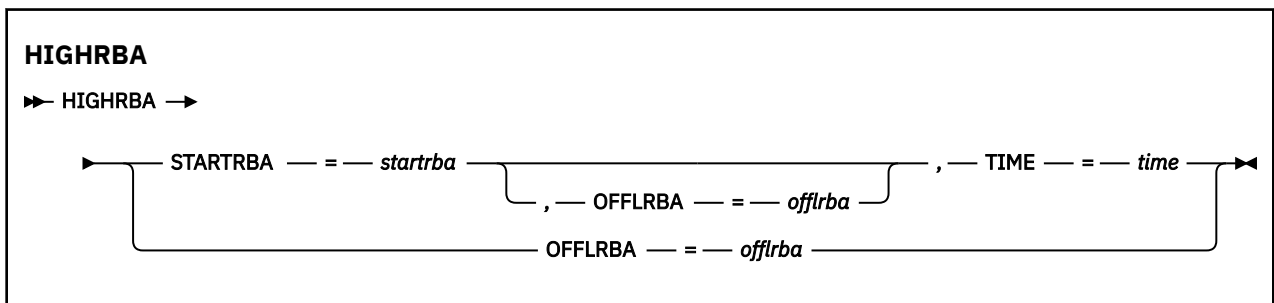 HIGHRBA
HIGHRBA
STARTRBA = startrba , TIME = time
, OFFLRBA = offlrba
OFFLRBA = offlrba